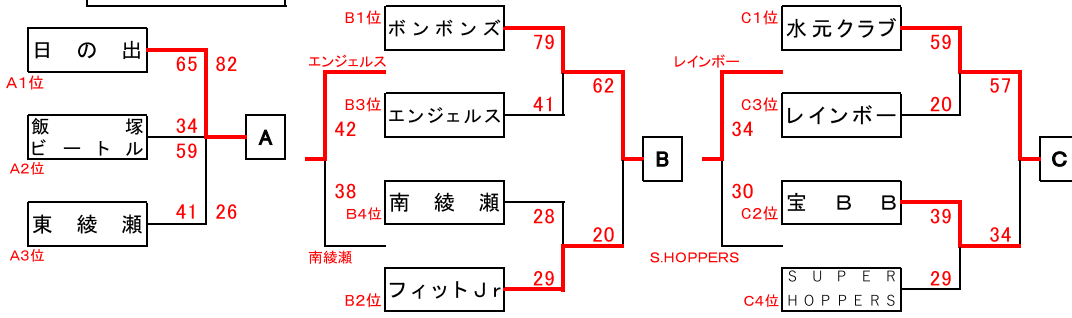 日の出
65 82
A1位
飯塚
ビートル
34
59
A2位
東綾瀬
41 26
A3位
A
B1位
ボンボンズ
79
エンジェルス
B3位
エンジェルス
41
62
42
38
B4位
南綾瀬
28
南綾瀬
B2位
フィットJr
29
20
B
C1位
水元クラブ
59
レインボー
C3位
レインボー
20
57
34
30
C2位
宝BB
39
S.HOPPERS
C4位
SUPER
HOPPERS
29
34
C